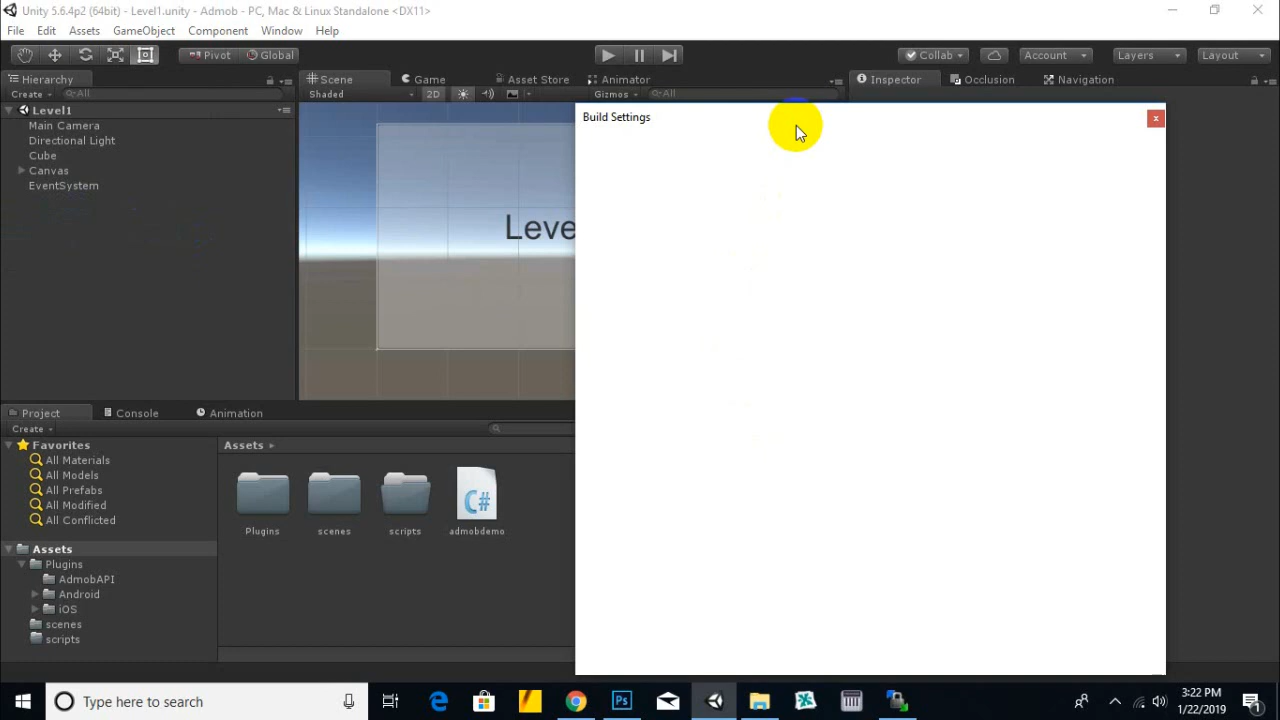 Unity 5.6.4p2 (64bit) - Level1.unity - Admob - PC, Mac & Linux Standalone <DX11>
File Edit Assets GameObject Component Window Help
Pivot Global Collab Account Layers Layout
Hierarchy Scene Game Asset Store Animator Inspector Occlusion Navigation
Create All Shaded 2D Gizmos All
Level1
Main Camera
Directional Light
Cube
Canvas
EventSystem
Leve
Build Settings
x
Project Console Animation
Create
Favorites
All Materials
All Models
All Prefabs
All Modified
All Conflicted
Assets
Plugins
AdmobAPI
Android
iOS
scenes
scripts
Assets
C#
Plugins scenes scripts admobdemo
Type here to search
3:22 PM
1/22/2019
1